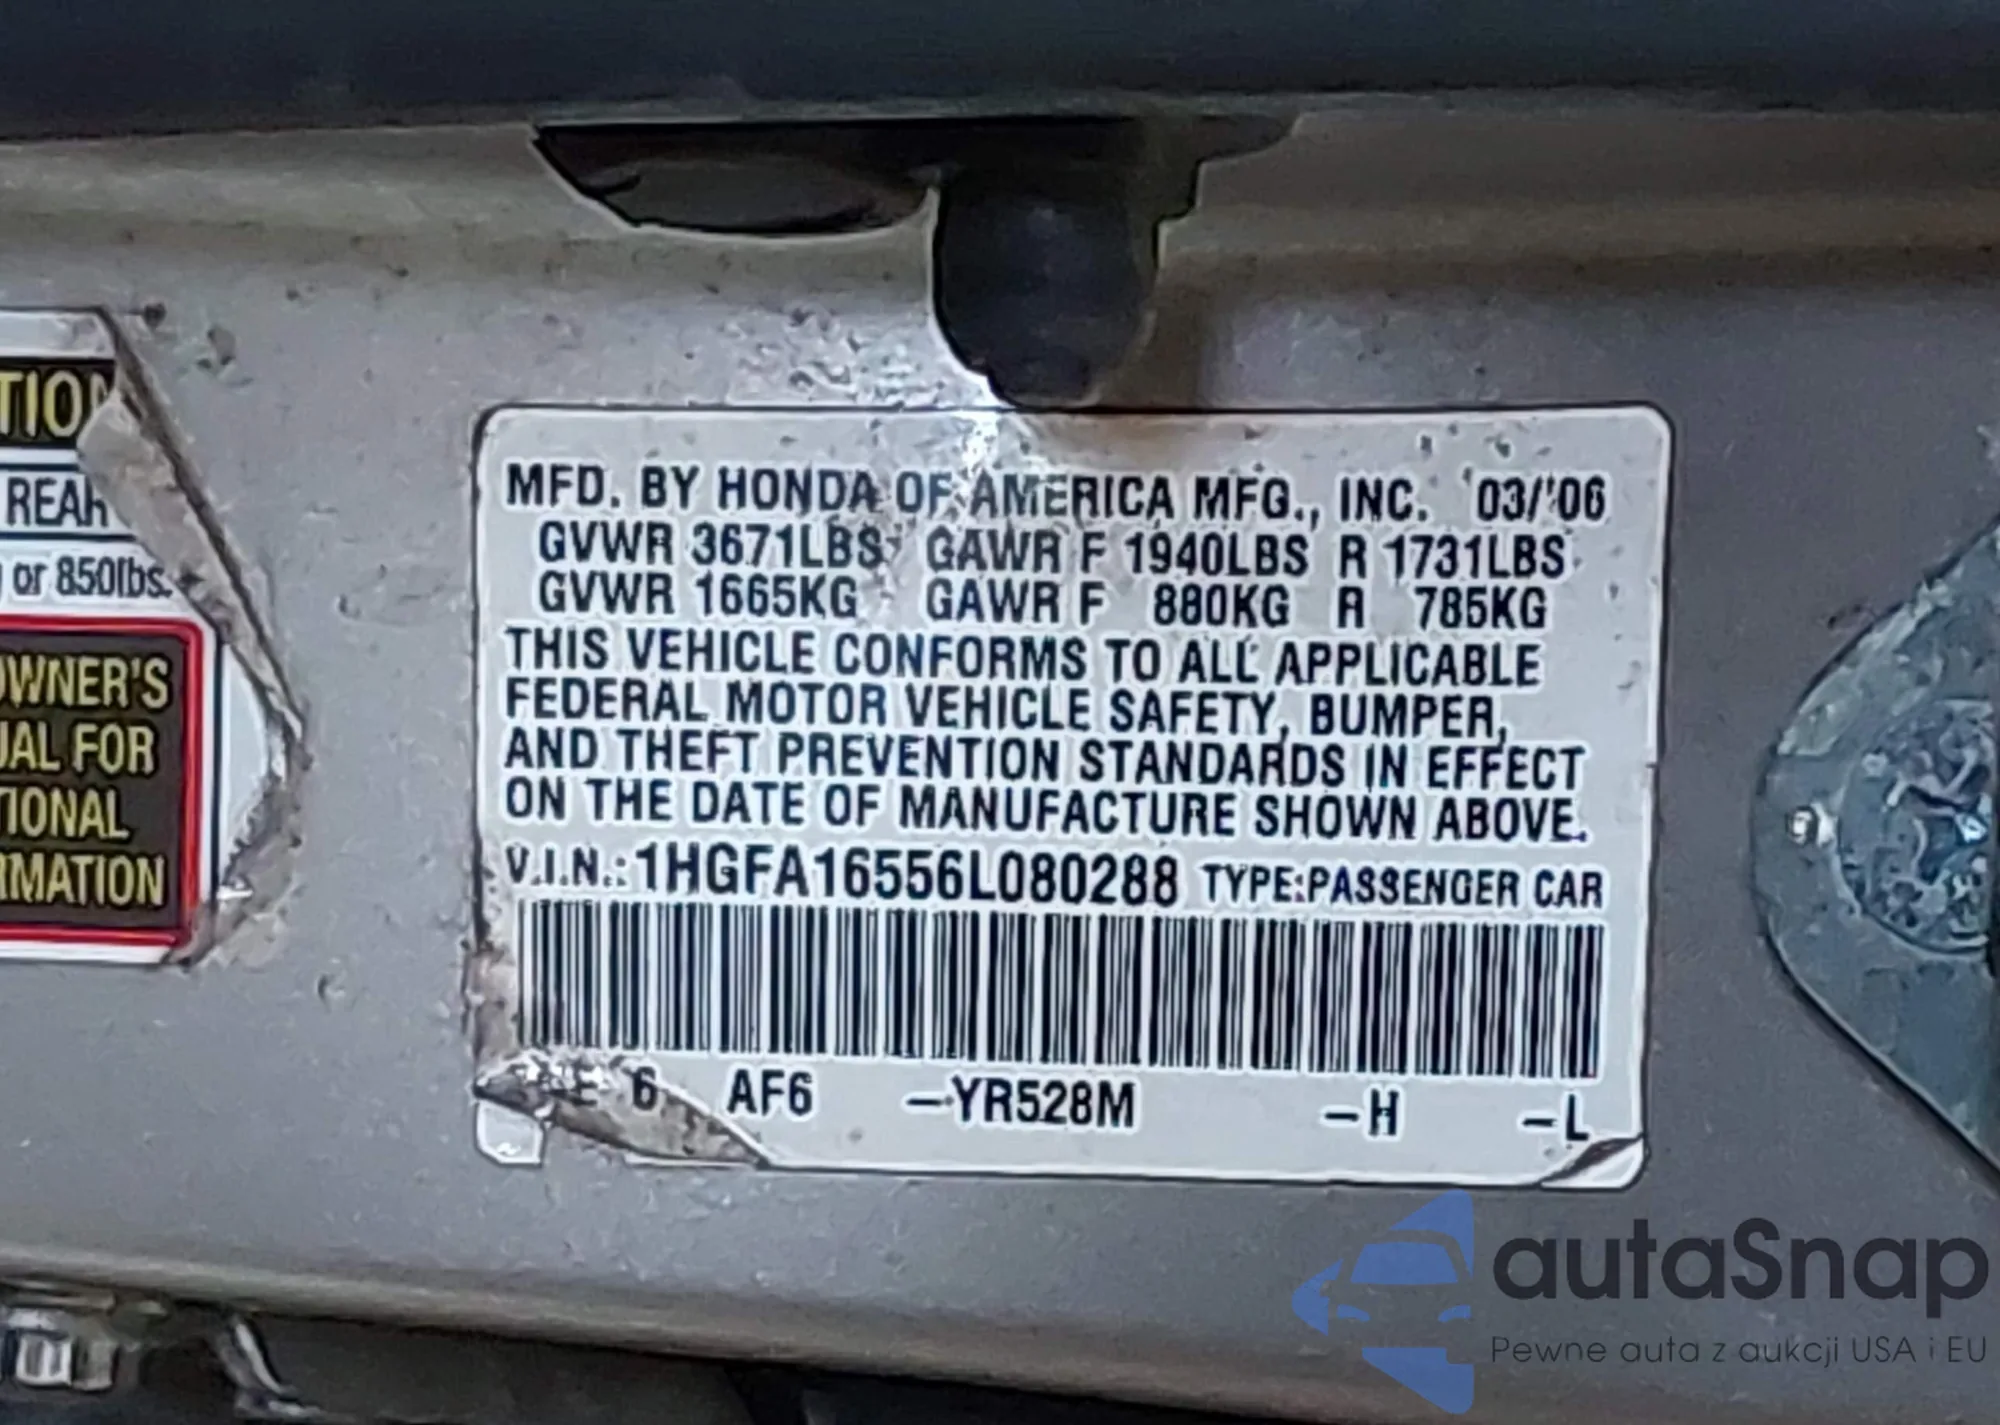 TION
REAR
or 850lbs.
OWNER'S
UAL FOR
TIONAL
RMATION
MFD. BY HONDA OF AMERICA MFG., INC. 03/'06
GVWR 3671LBS GAWR F 1940LBS R 1731LBS
GVWR 1665KG GAWR F 880KG R 785KG
THIS VEHICLE CONFORMS TO ALL APPLICABLE
FEDERAL MOTOR VEHICLE SAFETY, BUMPER,
AND THEFT PREVENTION STANDARDS IN EFFECT
ON THE DATE OF MANUFACTURE SHOWN ABOVE.
V.I.N.: 1HGFA16556L080288 TYPE:PASSENGER CAR
E 6 AF6 –YR528M –H –L
autaSnap
Pewne auta z aukcji USA i EU